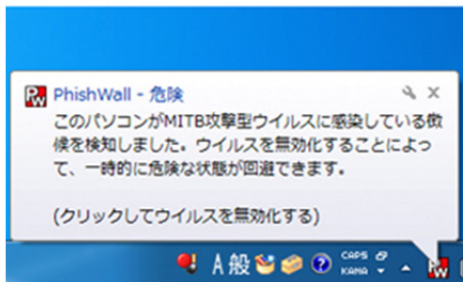 PhishWall - 危険
このパソコンがMITB攻撃型ウイルスに感染している徴
候を検知しました。ウイルスを無効化することによっ
て、一時的に危険な状態が回避できます。
(クリックしてウイルスを無効化する)
A 般 CAPS
KANA